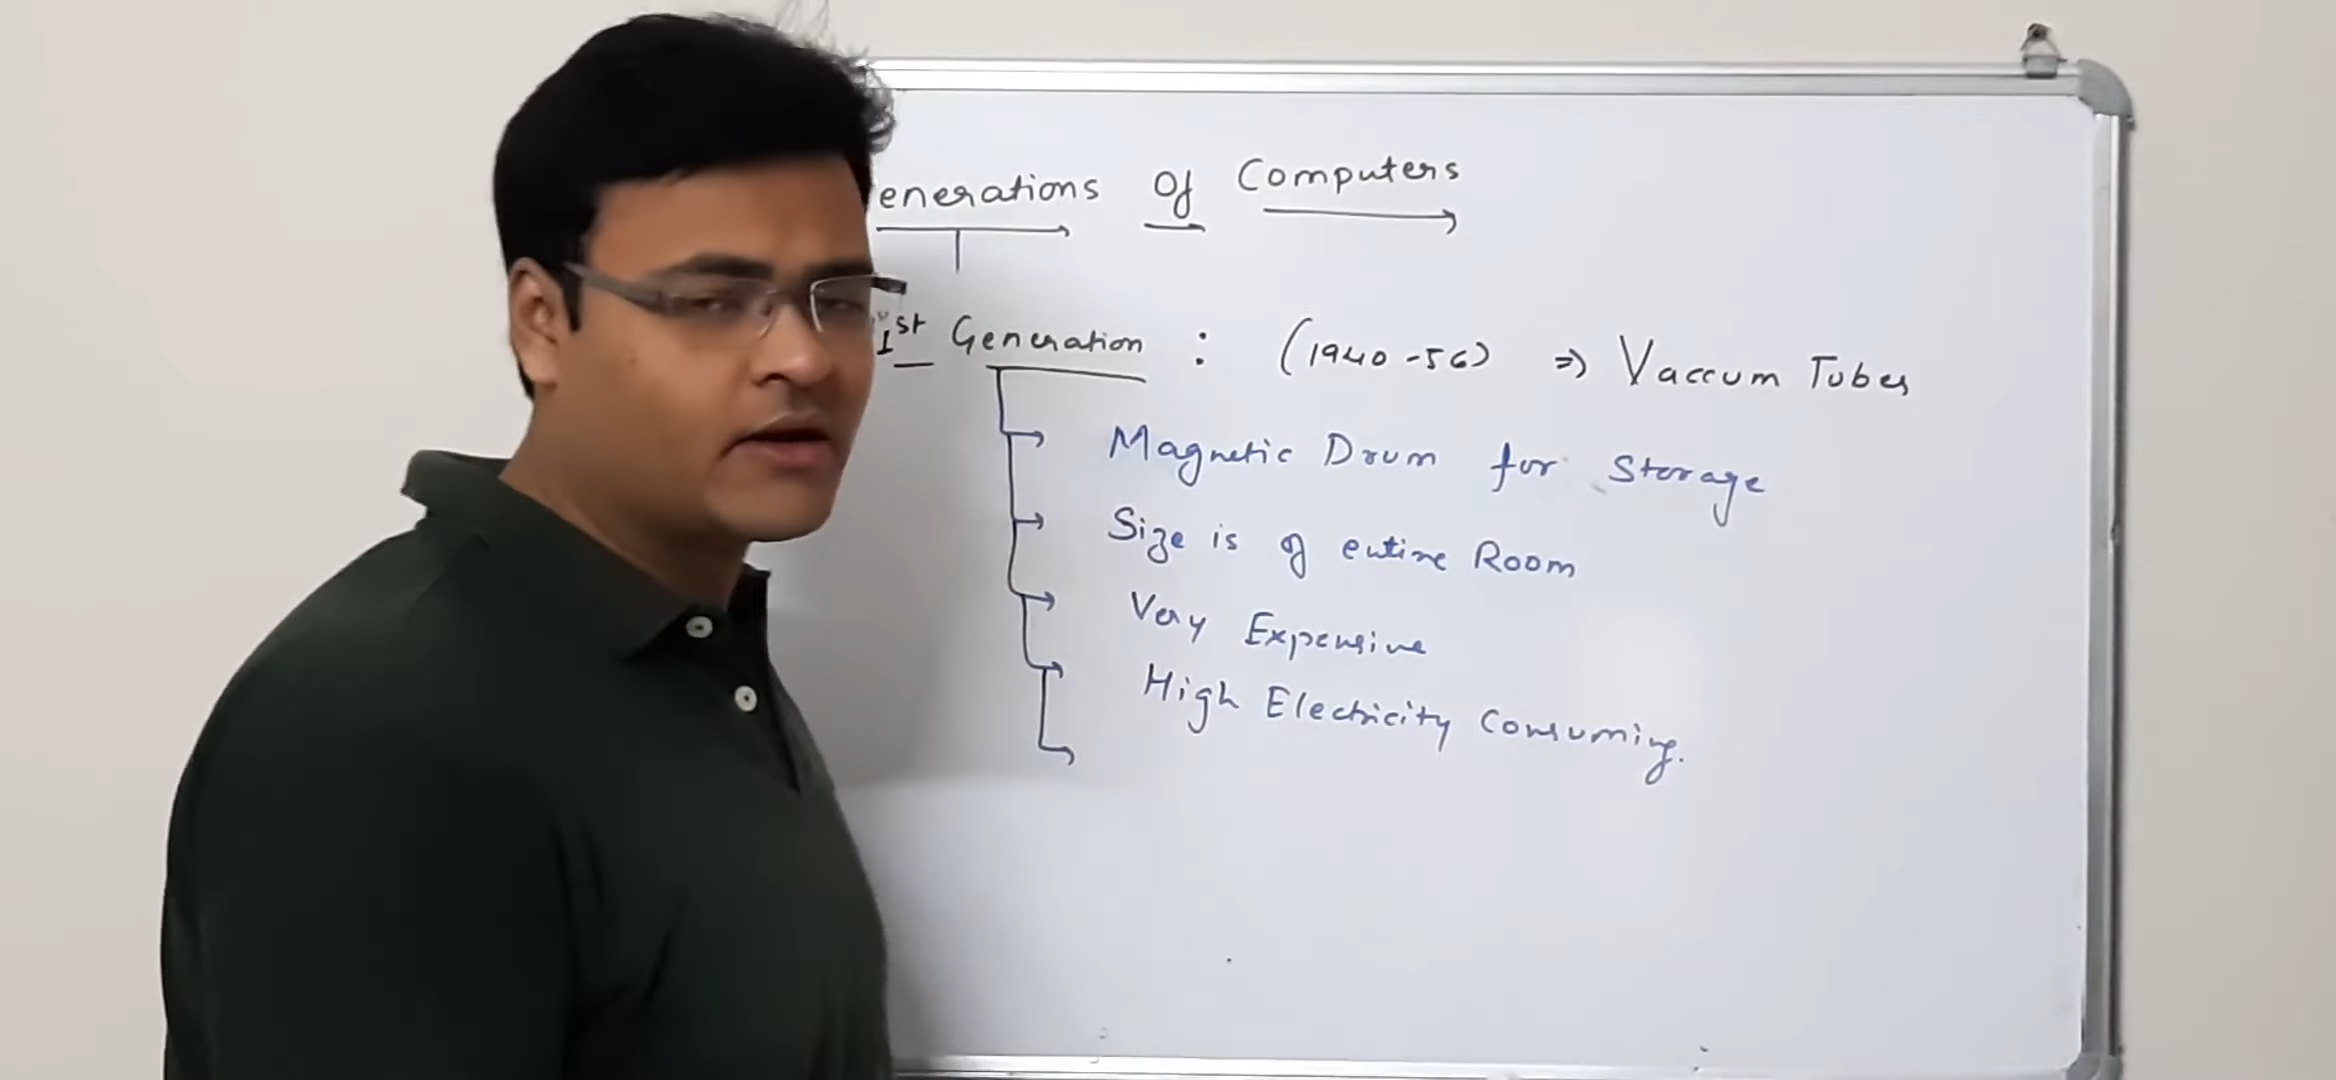 enerations Of Computers
1st Generation : (1940-56) ⇒ Vaccum Tubes
Magnetic Drum for Storage
Size is of entire Room
Very Expensive
High Electricity Consuming.